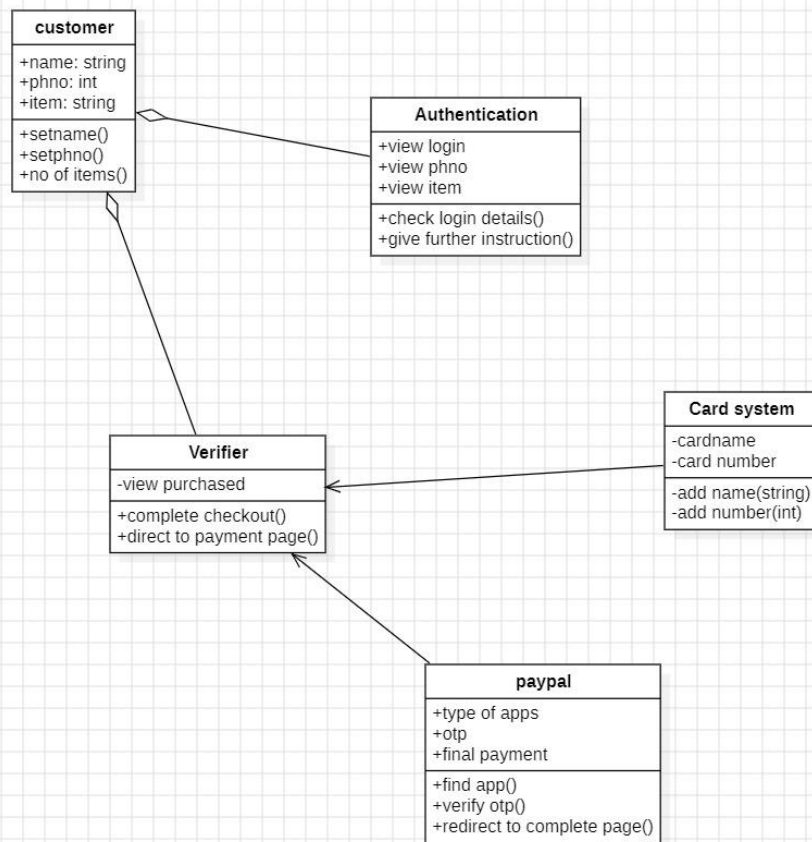 customer
+name: string
+phno: int
+item: string
+setname()
+setphno()
+no of items()
Authentication
+view login
+view phno
+view item
+check login details()
+give further instruction()
Verifier
-view purchased
+complete checkout()
+direct to payment page()
Card system
-cardname
-card number
-add name(string)
-add number(int)
paypal
+type of apps
+otp
+final payment
+find app()
+verify otp()
+redirect to complete page()